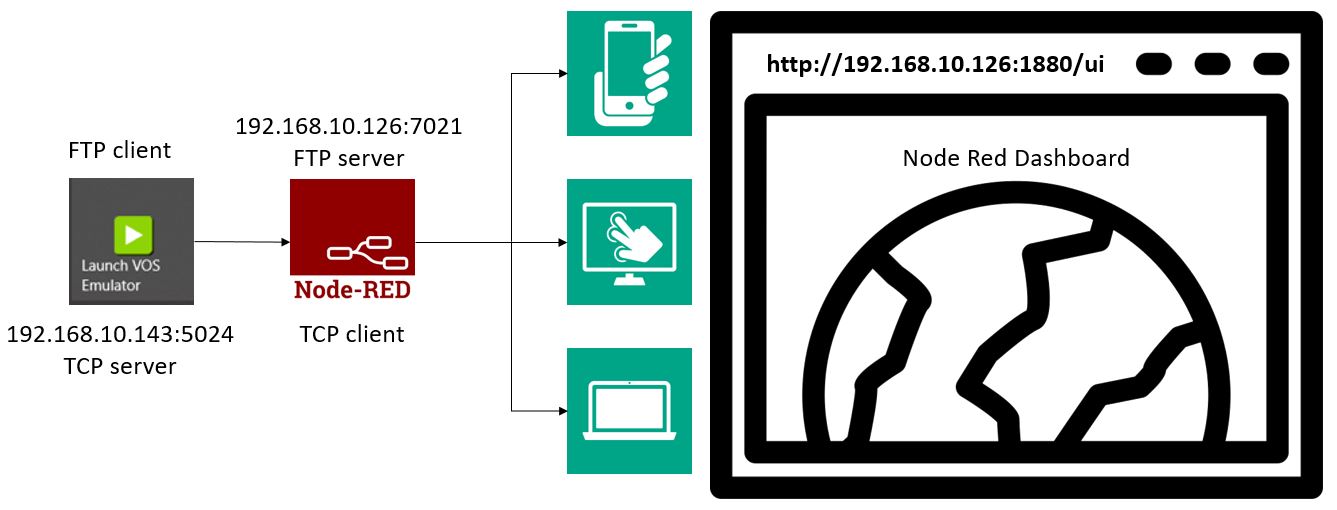 FTP client
Launch VOS
Emulator
192.168.10.143:5024
TCP server
192.168.10.126:7021
FTP server
Node-RED
TCP client
http://192.168.10.126:1880/ui
Node Red Dashboard